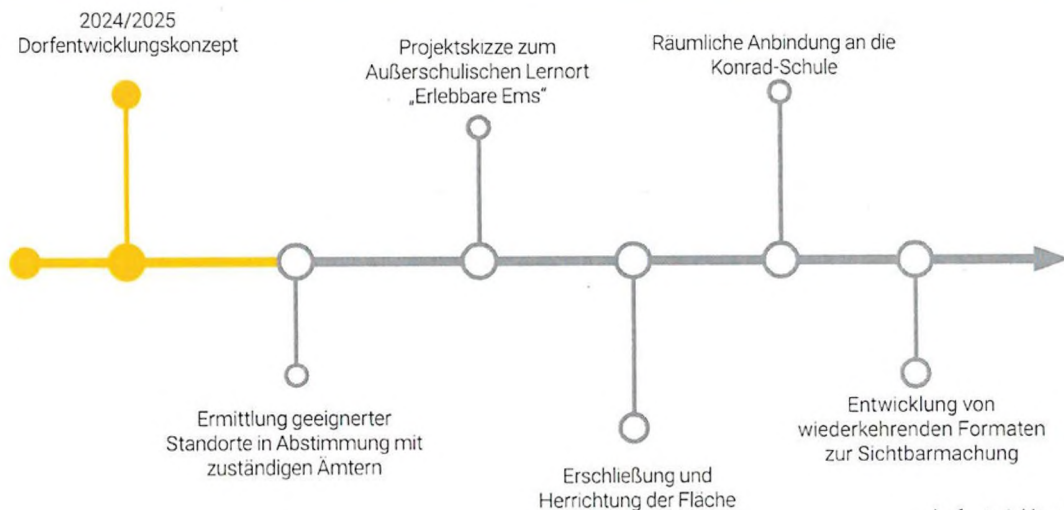 2024/2025
Dorfentwicklungskonzept
Projektskizze zum
Außerschulischen Lernort
„Erlebbare Ems“
Räumliche Anbindung an die
Konrad-Schule
Ermittlung geeigneter
Standorte in Abstimmung mit
zuständigen Ämtern
Erschließung und
Herrichtung der Fläche
Entwicklung von
wiederkehrenden Formaten
zur Sichtbarmachung